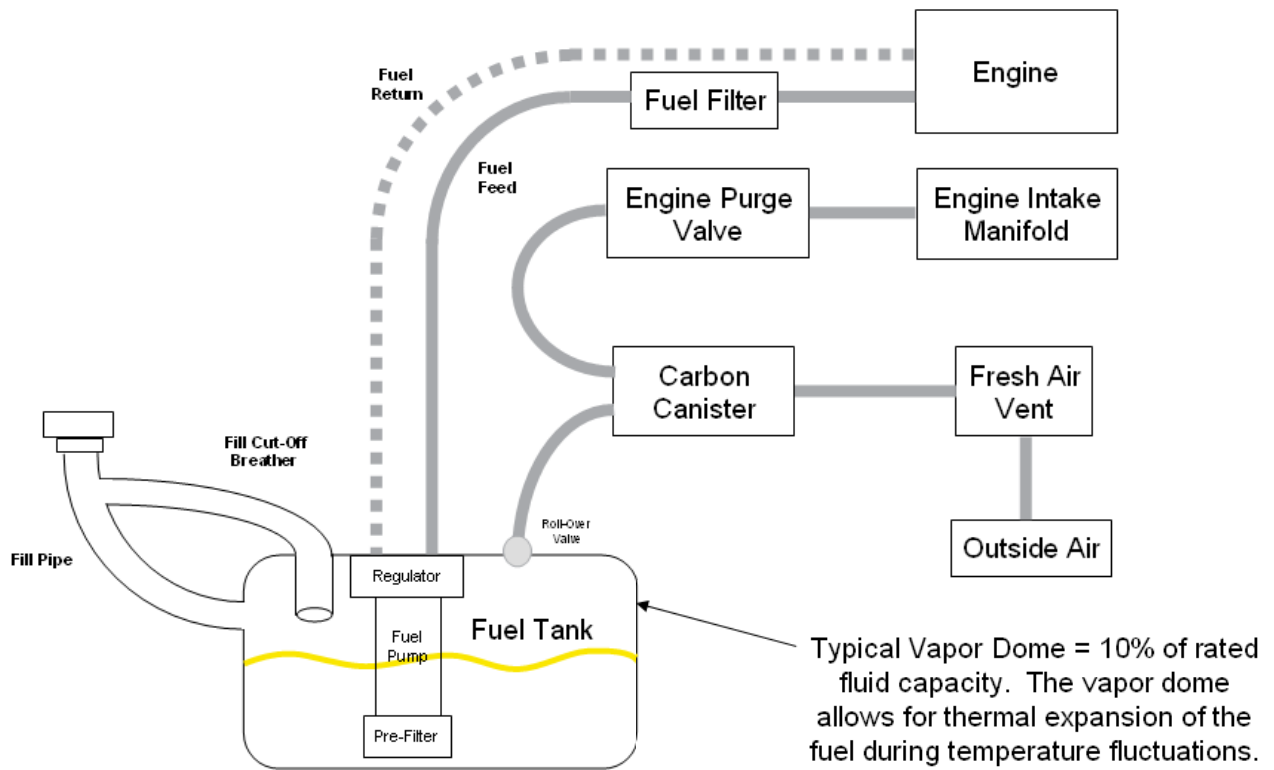 Engine
Fuel
Return
Fuel Filter
Fuel
Feed
Engine Purge
Valve
Engine Intake
Manifold
Carbon
Canister
Fresh Air
Vent
Fill Cut-Off
Breather
Roll-Over
Valve
Outside Air
Fill Pipe
Regulator
Fuel
Pump
Fuel Tank
Pre-Filter
Typical Vapor Dome = 10% of rated
fluid capacity. The vapor dome
allows for thermal expansion of the
fuel during temperature fluctuations.